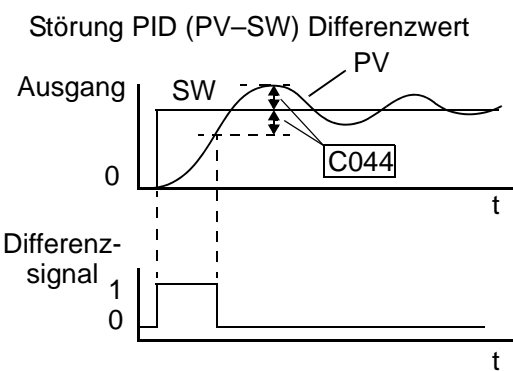 Störung PID (PV–SW) Differenzwert
PV
Ausgang
SW
C044
0
t
Differenz-
signal
1
0
t